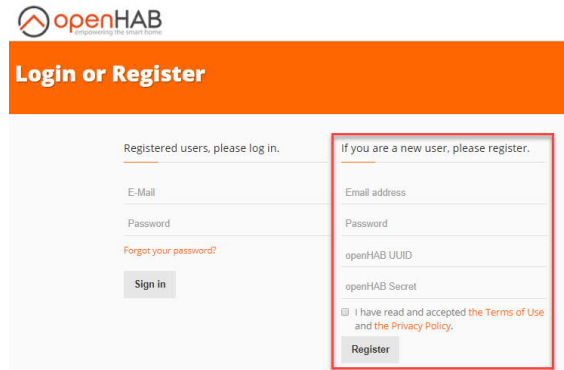 openHAB
empowering the smart home
Login or Register
Registered users, please log in.
E-Mail
Password
Forgot your password?
Sign in
If you are a new user, please register.
Email address
Password
openHAB UUID
openHAB Secret
I have read and accepted the Terms of Use
and the Privacy Policy.
Register